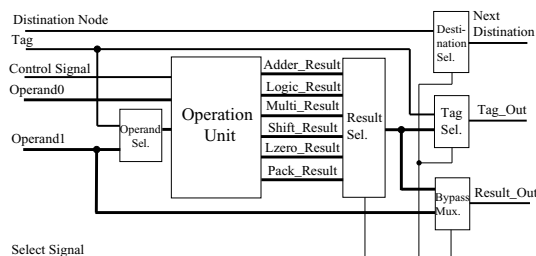 Distination Node
Tag
Control Signal
Operand0
Operand1
Select Signal
Operand
Sel.
Operation
Unit
Adder_Result
Logic_Result
Multi_Result
Shift_Result
Lzero_Result
Pack_Result
Result
Sel.
Desti-
nation
Sel.
Next
Distination
Tag
Sel.
Tag_Out
Bypass
Mux.
Result_Out